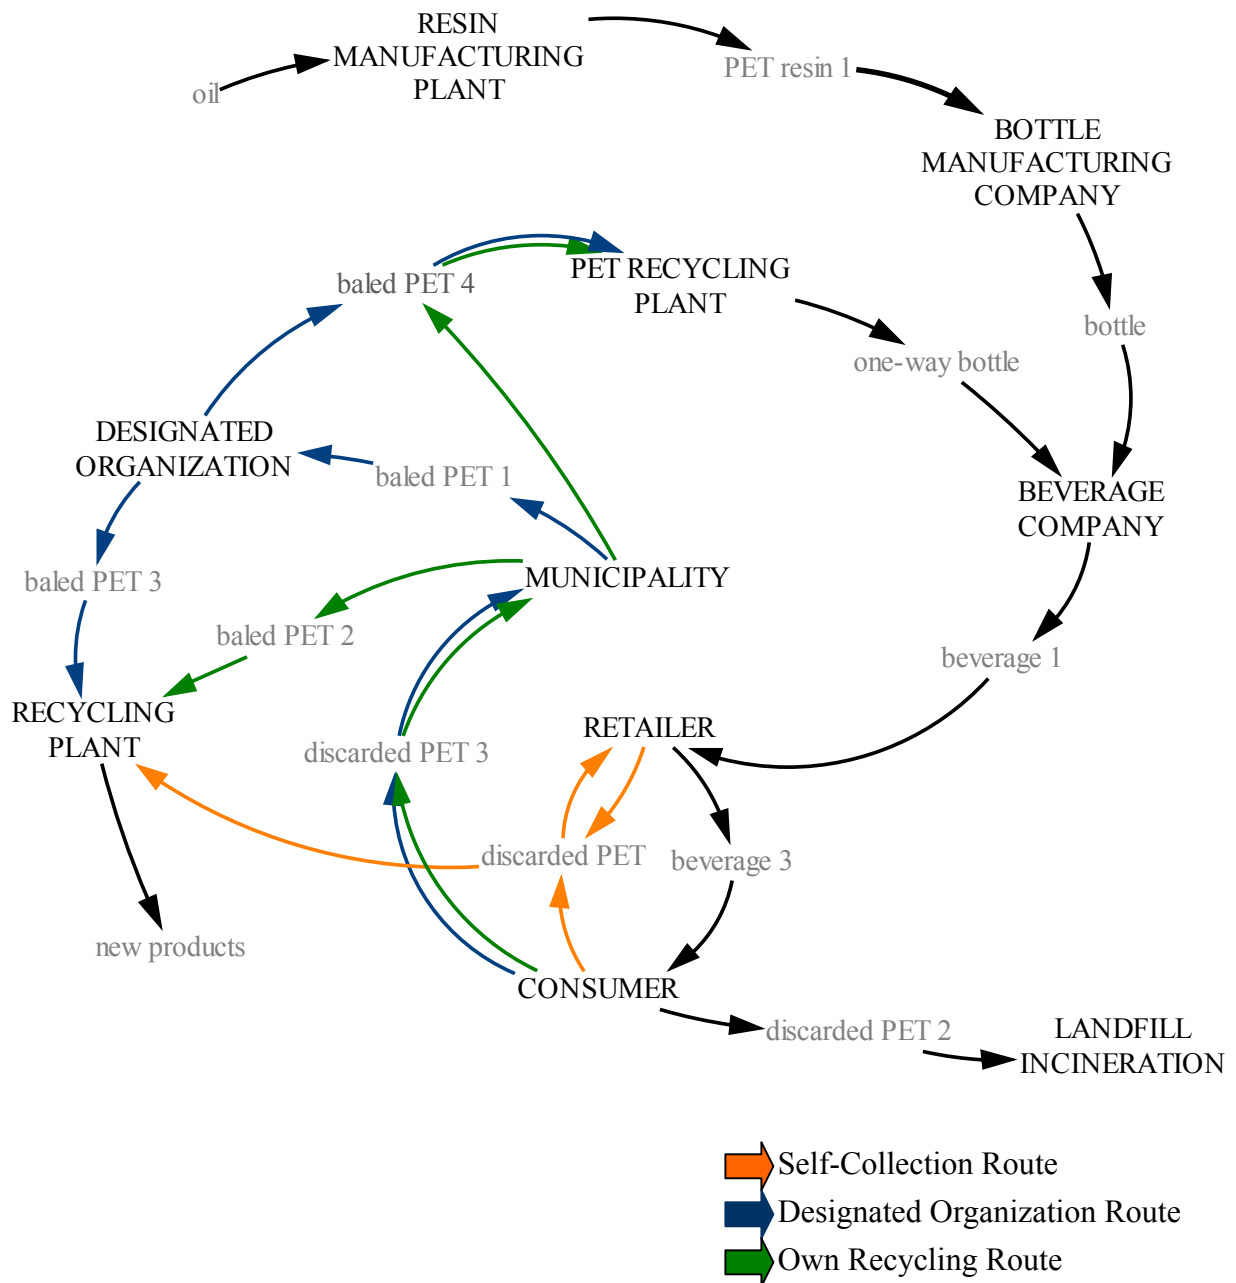 RESIN
MANUFACTURING
PLANT
oil
PET resin 1
BOTTLE
MANUFACTURING
COMPANY
baled PET 4
PET RECYCLING
PLANT
bottle
one-way bottle
DESIGNATED
ORGANIZATION
baled PET 1
BEVERAGE
COMPANY
baled PET 3
MUNICIPALITY
baled PET 2
beverage 1
RECYCLING
PLANT
discarded PET 3
RETAILER
discarded PET
beverage 3
new products
CONSUMER
discarded PET 2
LANDFILL
INCINERATION
Self-Collection Route
Designated Organization Route
Own Recycling Route